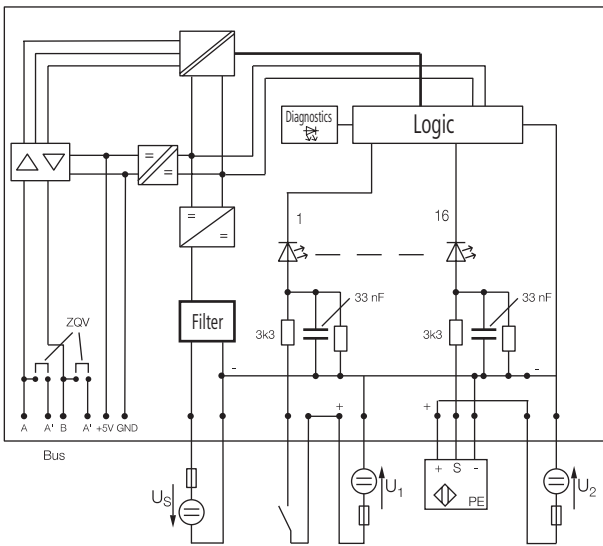 Diagnostics
Logic
1
16
33 nF
33 nF
Filter
3k3
3k3
ZQV
-
-
+
+
A
A'
B
A'
+5V
GND
Bus
+
S
-
PE
US
U1
U2
=
=
=
=